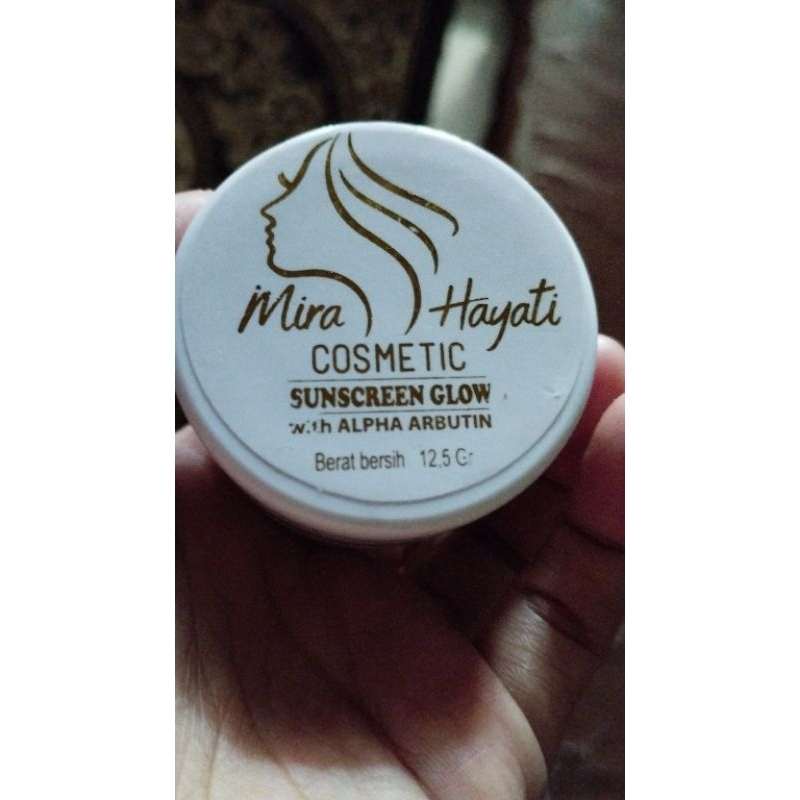 Mira Hayati
COSMETIC
SUNSCREEN GLOW
with ALPHA ARBUTIN
Berat bersih 12,5 Gr